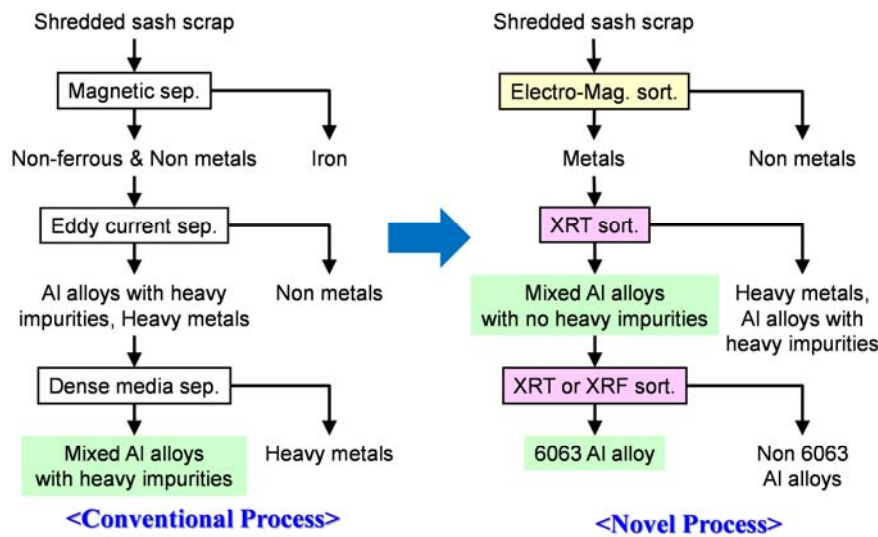 Shredded sash scrap
Magnetic sep.
Non-ferrous & Non metals
Iron
Eddy current sep.
Al alloys with heavy
impurities, Heavy metals
Non metals
Dense media sep.
Mixed Al alloys
with heavy impurities
Heavy metals
<Conventional Process>
Shredded sash scrap
Electro-Mag. sort.
Metals
Non metals
XRT sort.
Mixed Al alloys
with no heavy impurities
Heavy metals,
Al alloys with
heavy impurities
XRT or XRF sort.
6063 Al alloy
Non 6063
Al alloys
<Novel Process>